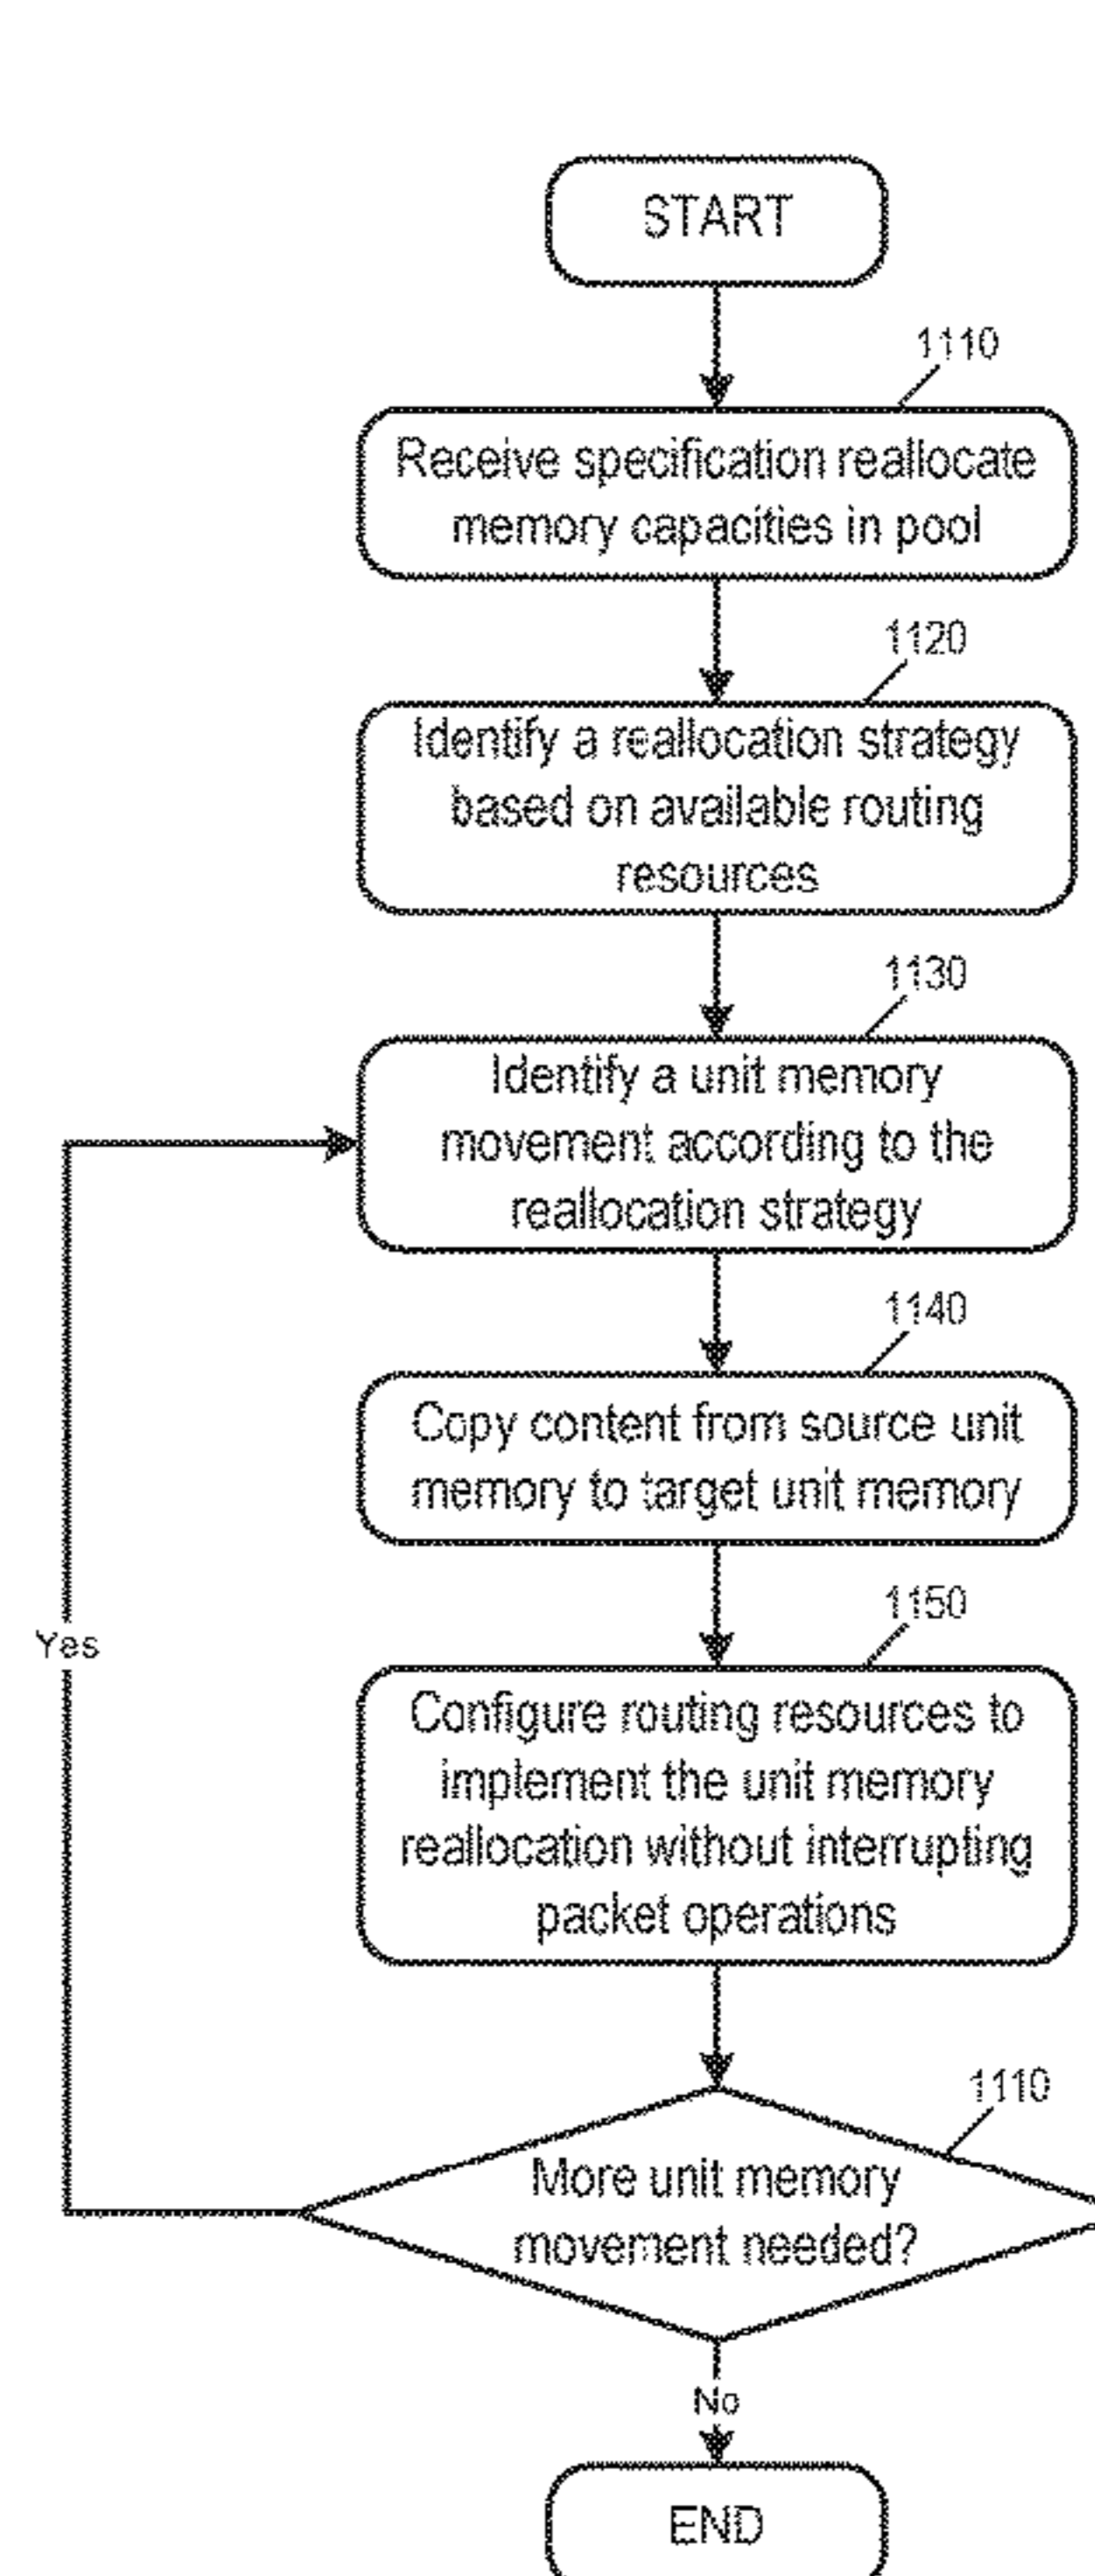 START
1110
Receive specification reallocate
memory capacities in pool
1120
Identify a reallocation strategy
based on available routing
resources
1130
Identify a unit memory
movement according to the
reallocation strategy
1140
Copy content from source unit
memory to target unit memory
1150
Configure routing resources to
implement the unit memory
reallocation without interrupting
packet operations
Yes
1110
More unit memory
movement needed?
No
END